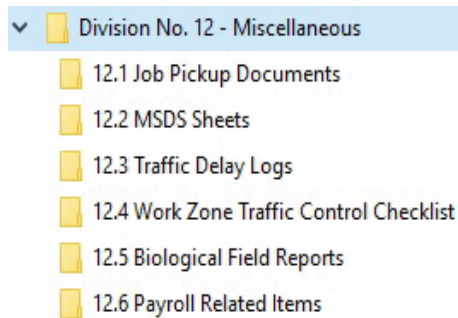 Division No. 12 - Miscellaneous
12.1 Job Pickup Documents
12.2 MSDS Sheets
12.3 Traffic Delay Logs
12.4 Work Zone Traffic Control Checklist
12.5 Biological Field Reports
12.6 Payroll Related Items